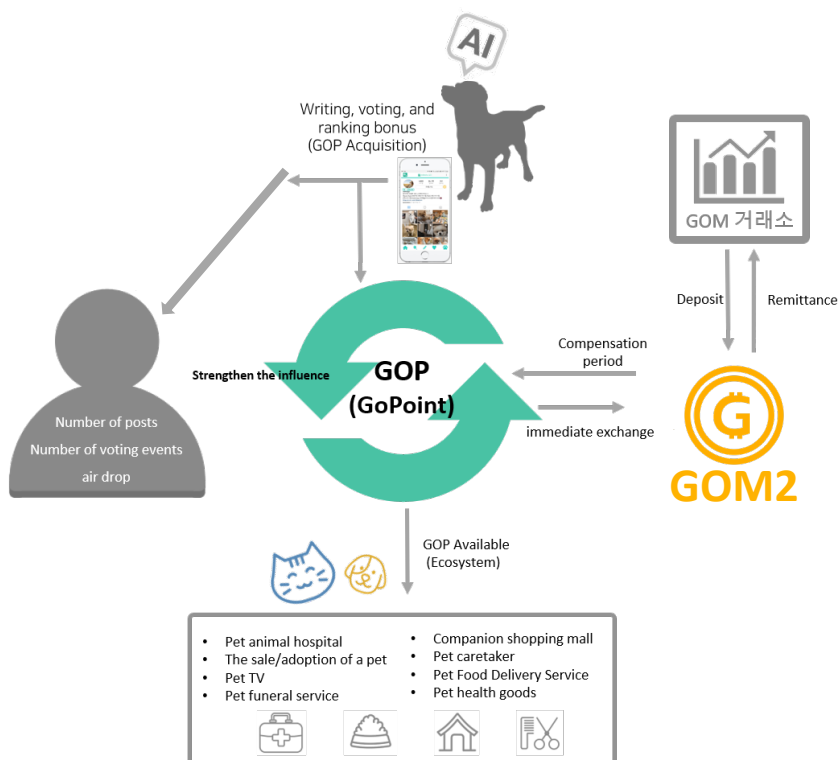 AI
Writing, voting, and
ranking bonus
(GOP Acquisition)
GOM 거래소
Deposit
Remittance
Compensation
period
Strengthen the influence
GOP
(GoPoint)
immediate exchange
G
GOM2
Number of posts
Number of voting events
air drop
GOP Available
(Ecosystem)
• Pet animal hospital
• The sale/adoption of a pet
• Pet TV
• Pet funeral service
• Companion shopping mall
• Pet caretaker
• Pet Food Delivery Service
• Pet health goods